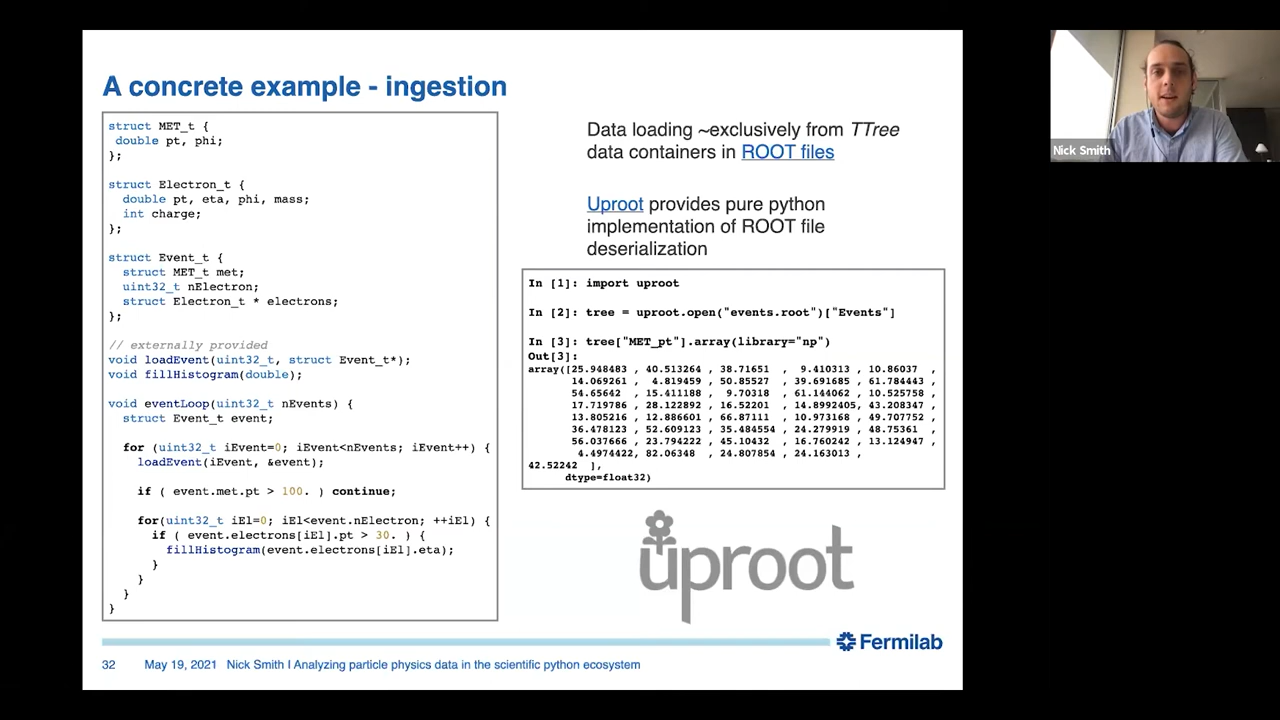 A concrete example - ingestion
struct MET_t {
double pt, phi;
};
struct Electron_t {
double pt, eta, phi, mass;
int charge;
};
struct Event_t {
struct MET_t met;
uint32_t nElectron;
struct Electron_t * electrons;
};
// externally provided
void loadEvent(uint32_t, struct Event_t*);
void fillHistogram(double);
void eventLoop(uint32_t nEvents) {
struct Event_t event;
for (uint32_t iEvent=0; iEvent<nEvents; iEvent++) {
loadEvent(iEvent, &event);
if ( event.met.pt > 100. ) continue;
for(uint32_t iEl=0; iEl<event.nElectron; ++iEl) {
if ( event.electrons[iEl].pt > 30. ) {
fillHistogram(event.electrons[iEl].eta);
}
}
}
}
Data loading ~exclusively from TTree
data containers in ROOT files
Uproot provides pure python
implementation of ROOT file
deserialization
In [1]: import uproot
In [2]: tree = uproot.open("events.root")["Events"]
In [3]: tree["MET_pt"].array(library="np")
Out[3]:
array([25.948483 , 40.513264 , 38.71651 , 9.410313 , 10.86037 ,
14.069261 , 4.819459 , 50.85527 , 39.691685 , 61.784443 ,
54.65642 , 15.411188 , 9.70318 , 61.144062 , 10.525758 ,
17.719786 , 28.122892 , 16.52201 , 14.8992405, 43.208347 ,
13.805216 , 12.886601 , 66.87111 , 10.973168 , 49.707752 ,
36.478123 , 52.609123 , 35.484554 , 24.279919 , 48.75361 ,
56.037666 , 23.794222 , 45.10432 , 16.760242 , 13.124947 ,
4.4974422, 82.06348 , 24.807854 , 24.163013 ,
42.52242 ],
dtype=float32)
uproot
Fermilab
32 May 19, 2021 Nick Smith I Analyzing particle physics data in the scientific python ecosystem
Nick Smith